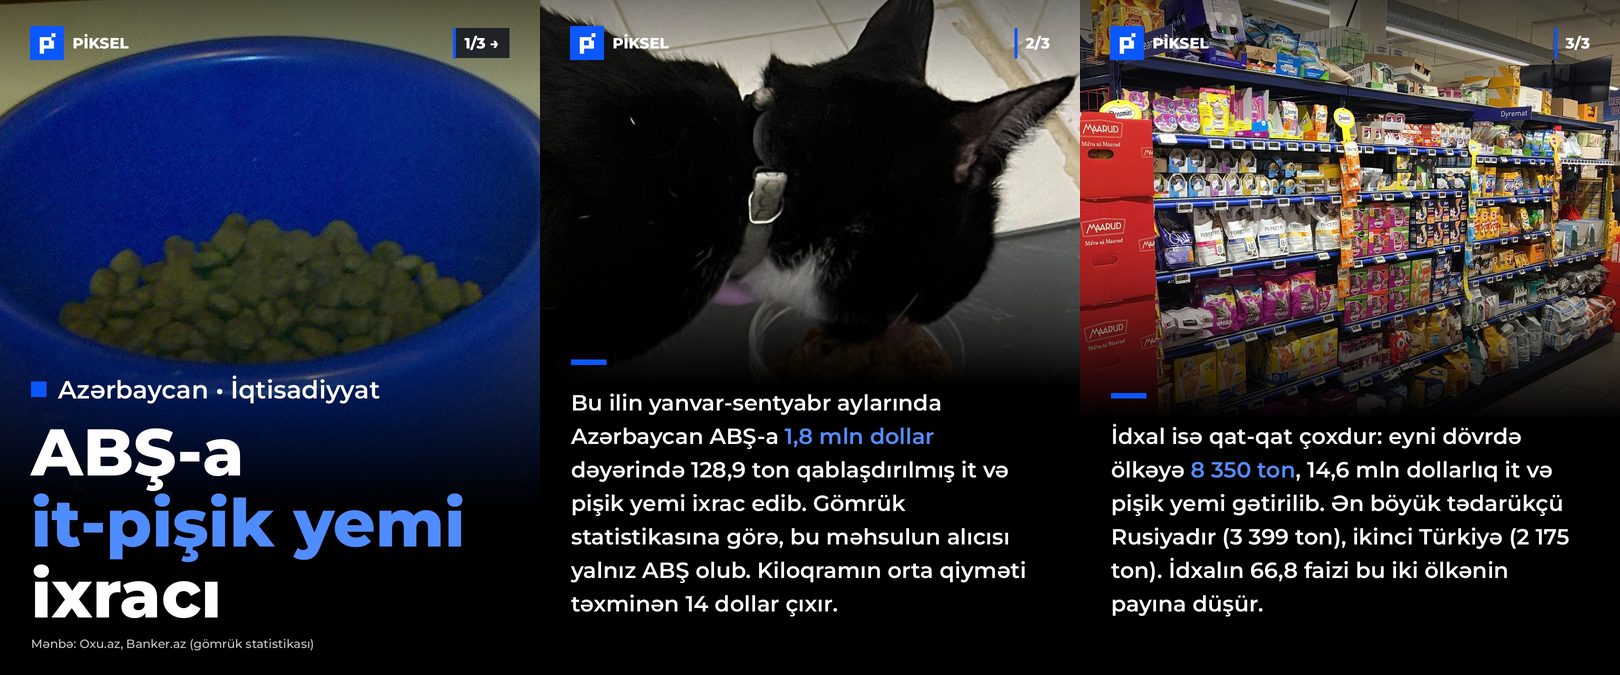 PİKSEL
1/3 →
Azərbaycan • İqtisadiyyat
ABŞ-a
it-pişik yemi
ixracı
Mənbə: Oxu.az, Banker.az (gömrük statistikası)
PİKSEL
2/3
Bu ilin yanvar-sentyabr aylarında
Azərbaycan ABŞ-a 1,8 mln dollar
dəyərində 128,9 ton qablaşdırılmış it və
pişik yemi ixrac edib. Gömrük
statistikasına görə, bu məhsulun alıcısı
yalnız ABŞ olub. Kiloqramın orta qiyməti
təxminən 14 dollar çıxır.
PİKSEL
3/3
Dyremat
MAARUD
MAARUD
MAARUD
İdxal isə qat-qat çoxdur: eyni dövrdə
ölkəyə 8 350 ton, 14,6 mln dollarlıq it və
pişik yemi gətirilib. Ən böyük tədarükçü
Rusiyadır (3 399 ton), ikinci Türkiyə (2 175
ton). İdxalın 66,8 faizi bu iki ölkənin
payına düşür.